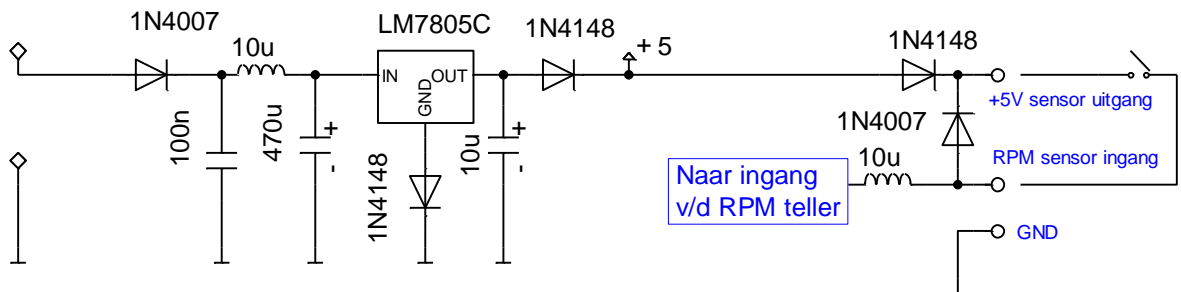 1N4007
10u
LM7805C
1N4148
+ 5
1N4148
IN
OUT
GND
+5V sensor uitgang
100n
470u
+
-
10u
+
-
1N4007
1N4148
10u
RPM sensor ingang
Naar ingang
v/d RPM teller
GND